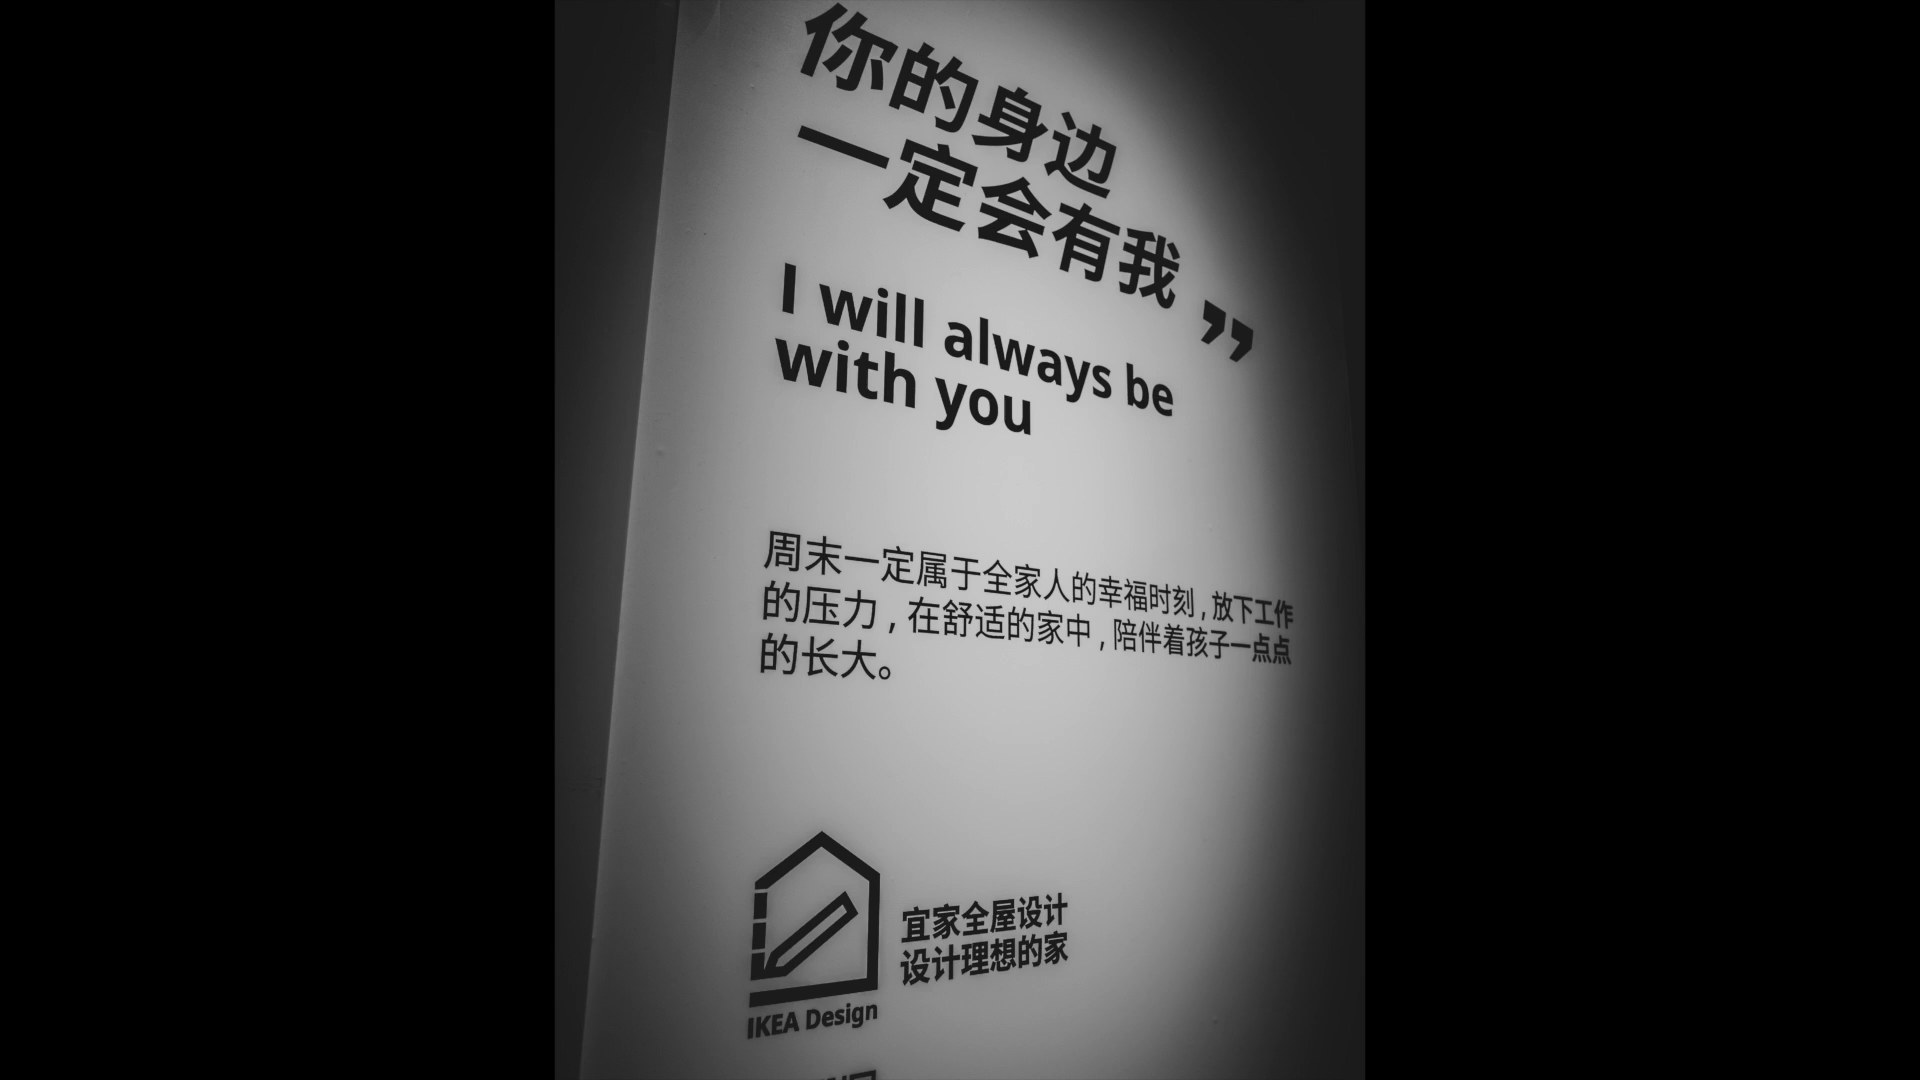 你的身边
一定会有我”
I will always be
with you
周末一定属于全家人的幸福时刻，放下工作
的压力，在舒适的家中，陪伴着孩子一点点
的长大。
宜家全屋设计
设计理想的家
IKEA Design